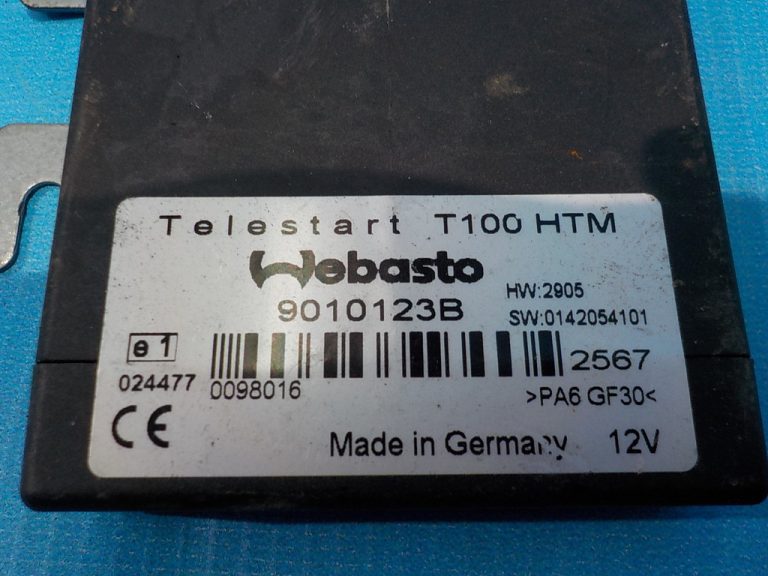 Telestart T100 HTM
Webasto
9010123B
HW:2905
SW:0142054101
e1
024477
0098016
2567
>PA6 GF30<
CE
Made in Germany 12V